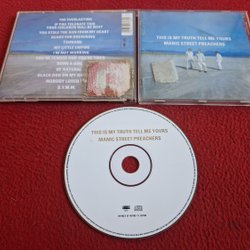 THE EVERLASTING
IF YOU TOLERATE THIS
YOUR CHILDREN WILL BE NEXT
YOU STOLE THE SUN FROM MY HEART
READY FOR DROWNING
TSUNAMI
MY LITTLE EMPIRE
I'M NOT WORKING
YOU'RE TENDER AND YOU'RE TIRED
BORN A GIRL
BE NATURAL
BLACK DOG ON MY
NOBODY LOVED
S.Y.M.M.
THIS IS MY TRUTH TELL ME YOURS
MANIC STREET PREACHERS
THIS IS MY TRUTH TELL ME YOURS
MANIC STREET PREACHERS